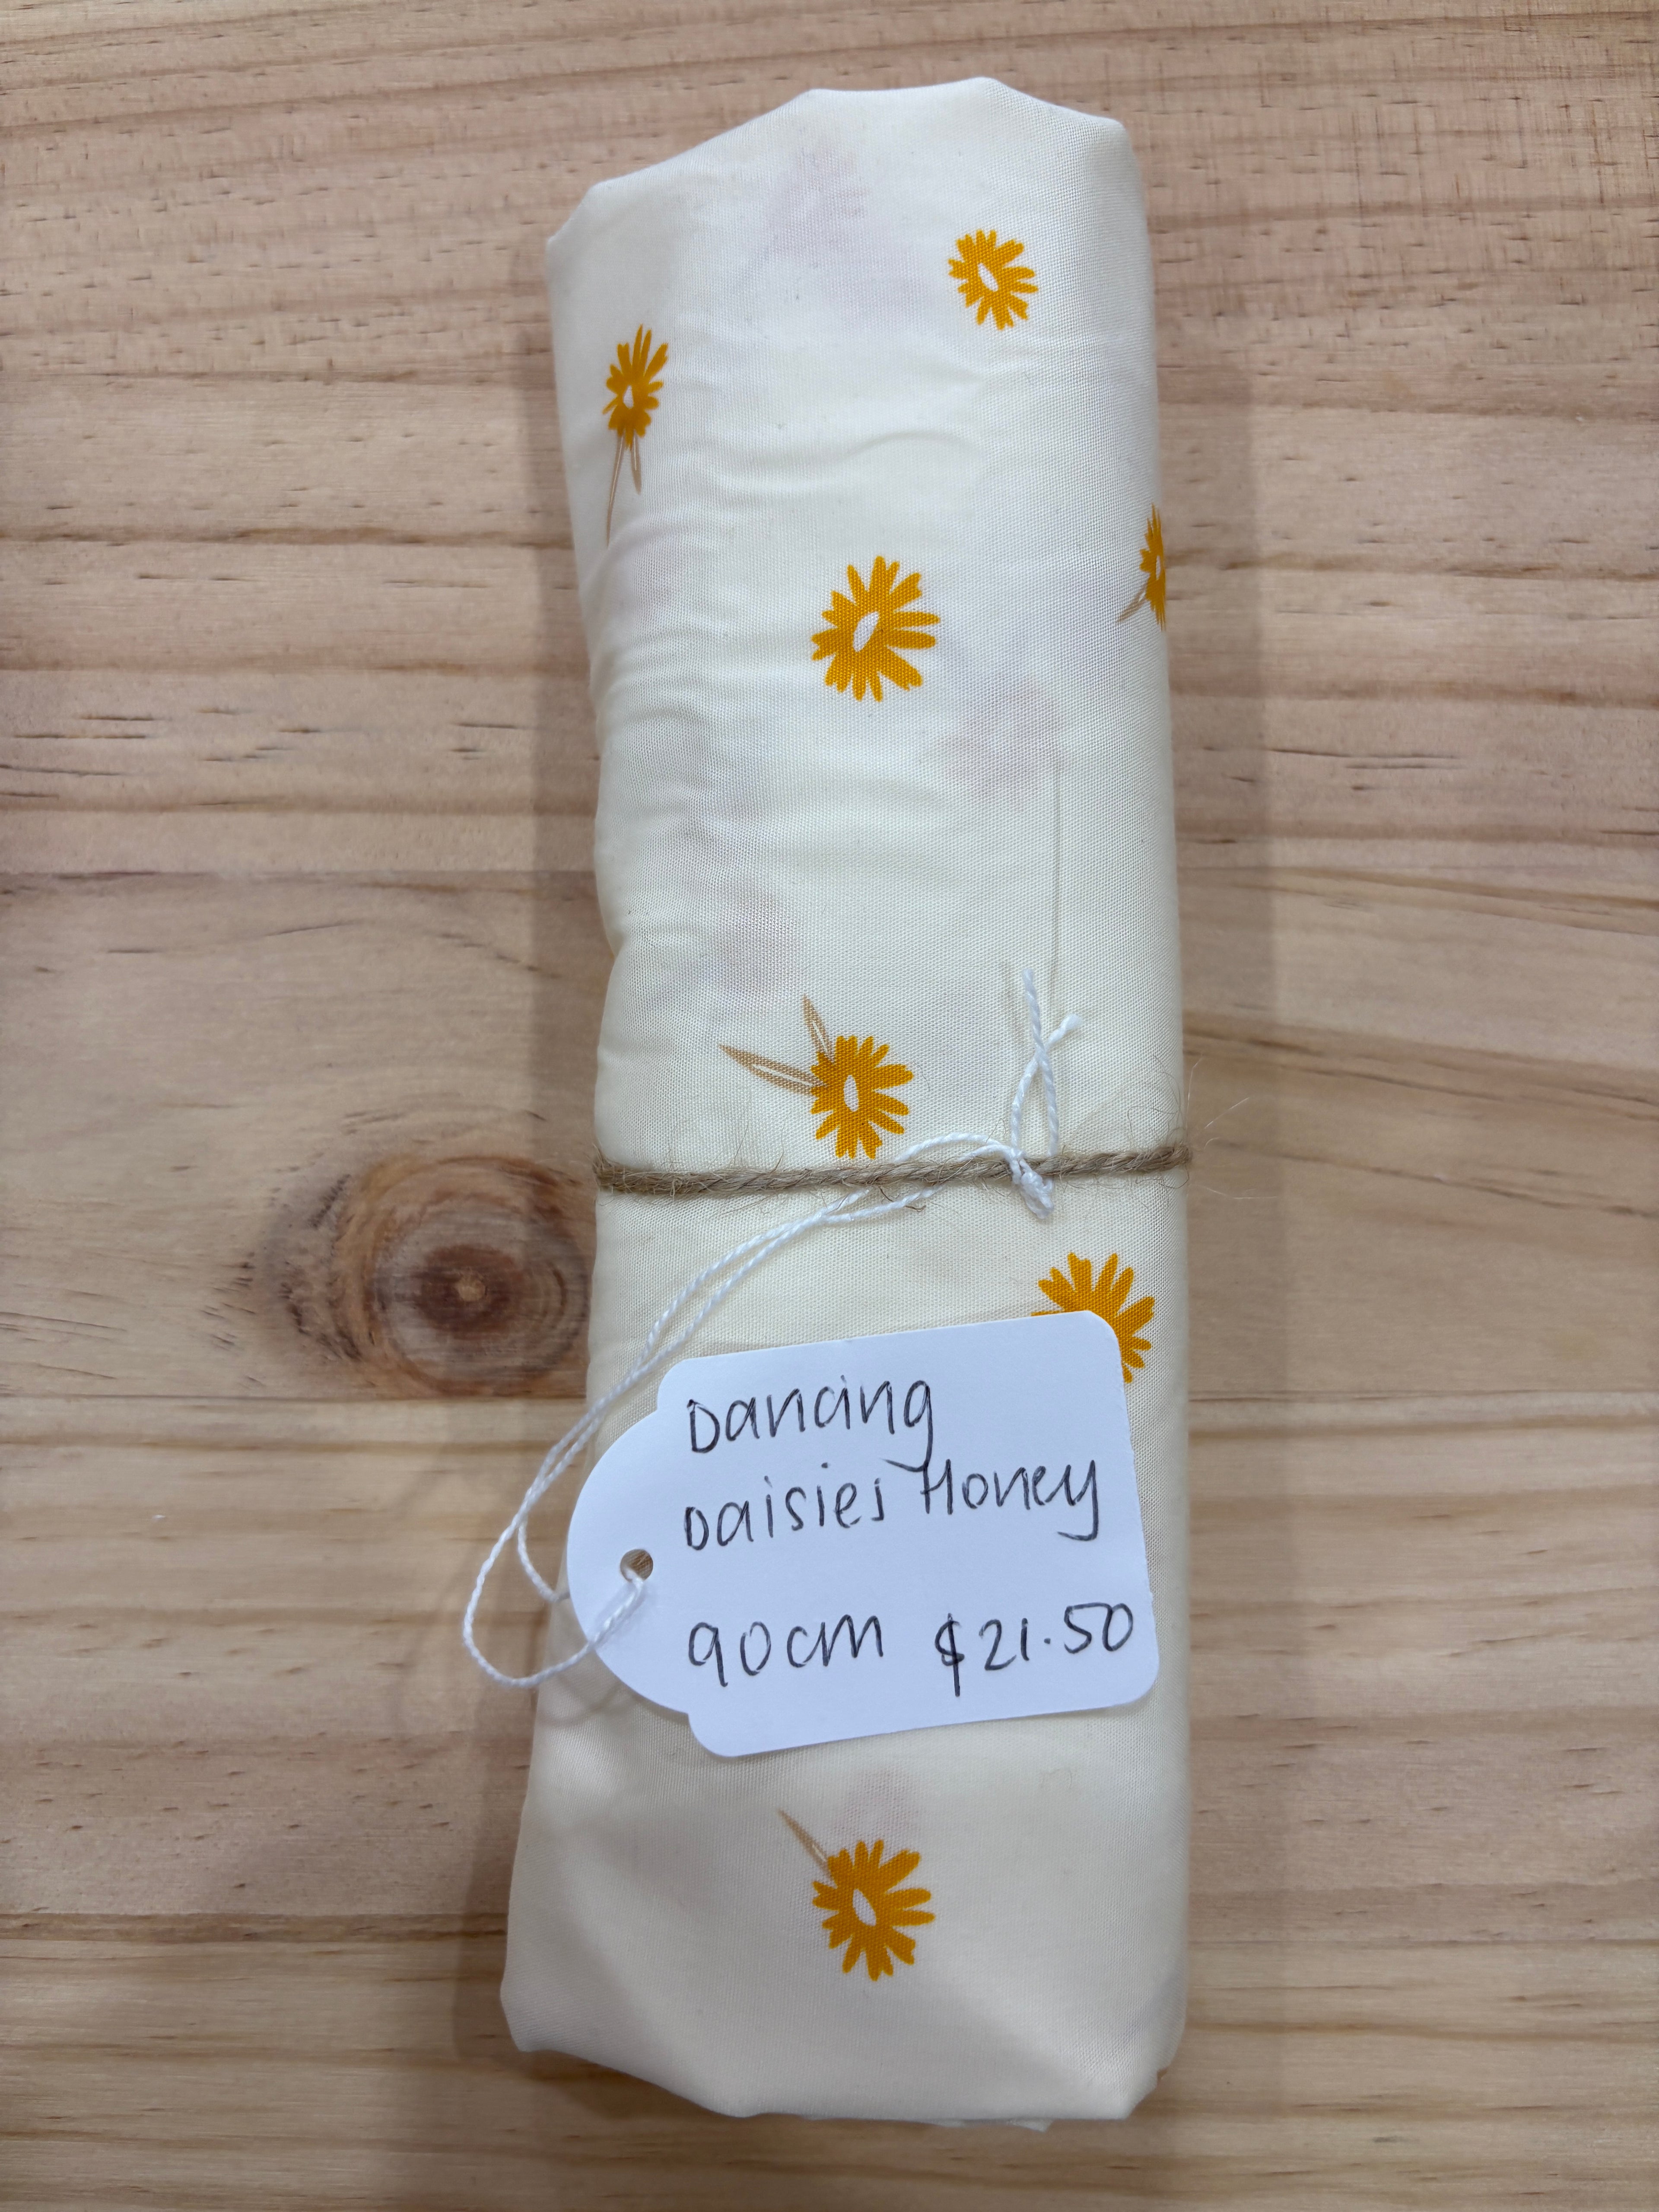 Dancing
Daisies Honey
90cm $21.50